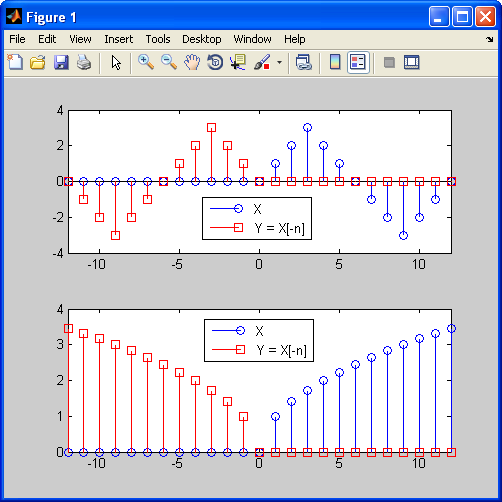 Figure 1
File Edit View Insert Tools Desktop Window Help
4
2
0
-2
-4
-10 -5 0 5 10
X
Y = X[-n]
4
3
2
1
0
-10 -5 0 5 10
X
Y = X[-n]